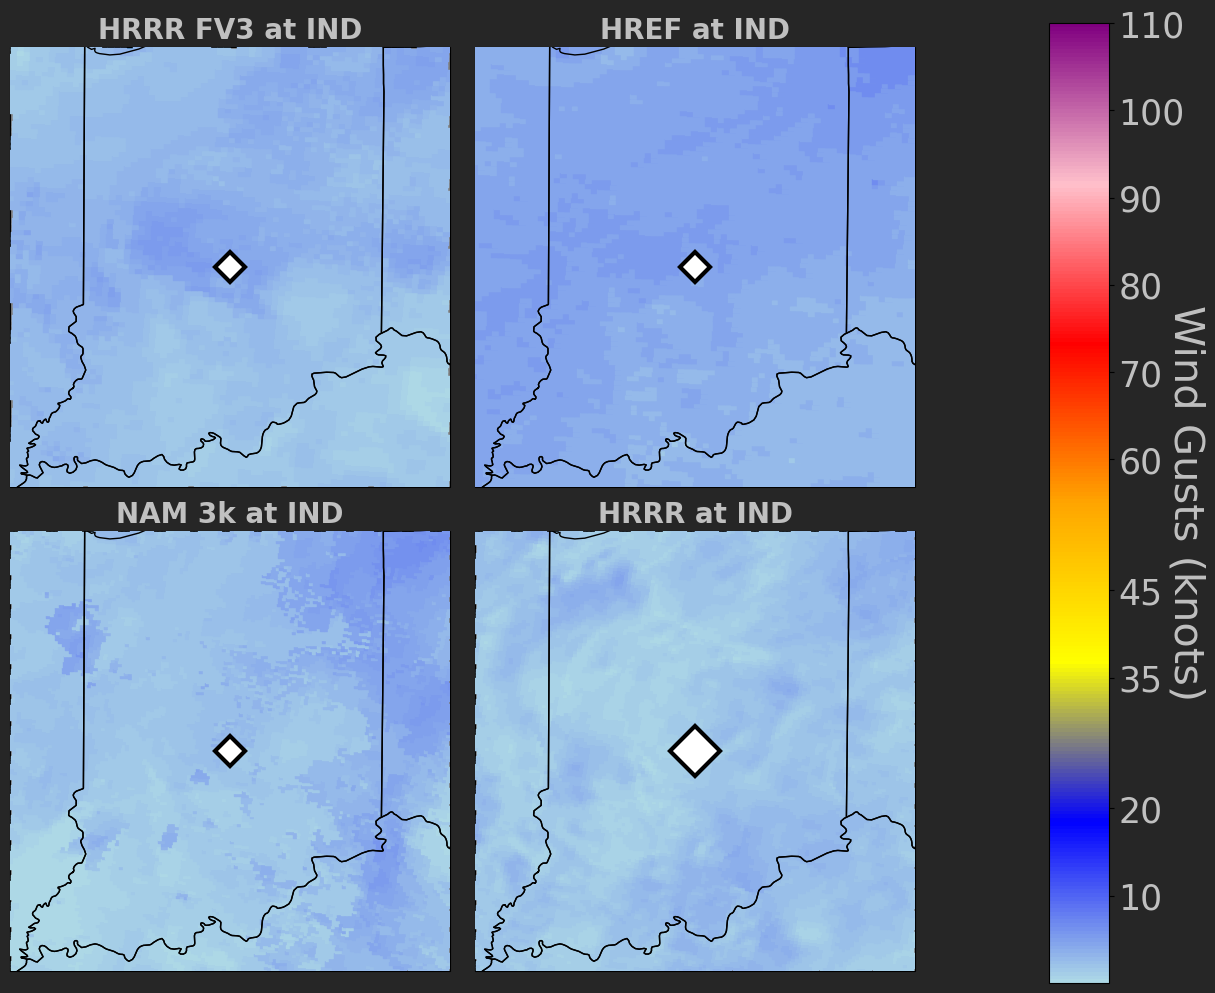 HRRR FV3 at IND
HREF at IND
NAM 3k at IND
HRRR at IND
110
100
90
80
70
60
45
35
20
10
Wind Gusts (knots)